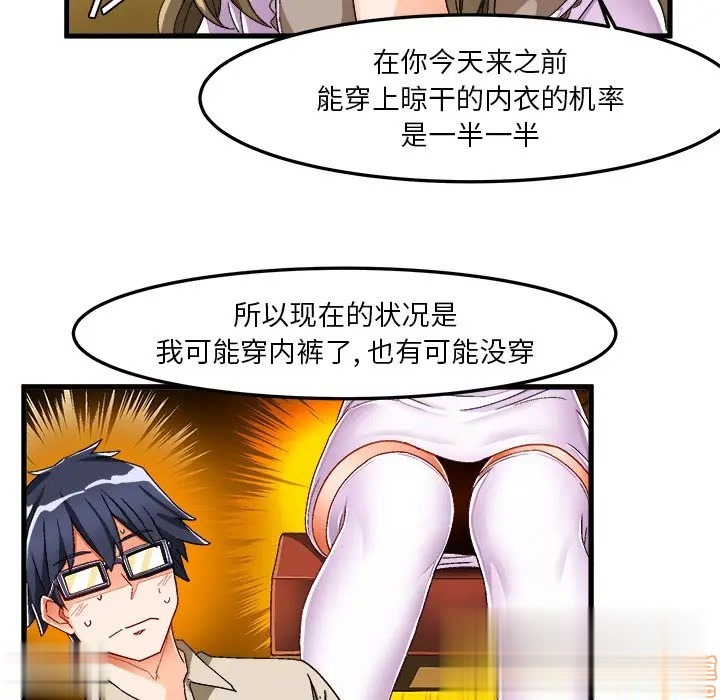 在你今天来之前
能穿上晾干的内衣的机率
是一半一半
所以现在的状况是
我可能穿内裤了, 也有可能没穿